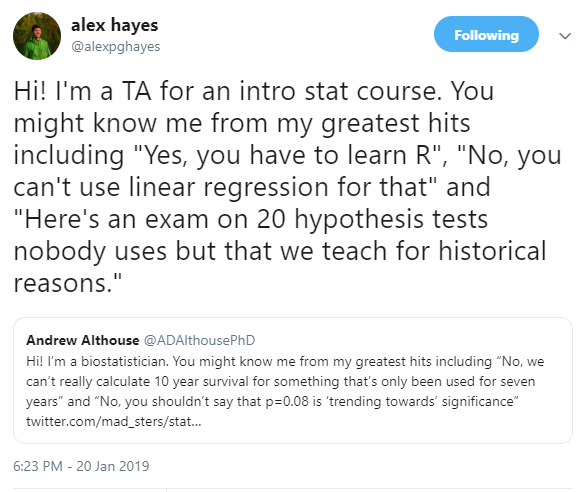 alex hayes
@alexpghayes
Following
Hi! I'm a TA for an intro stat course. You
might know me from my greatest hits
including "Yes, you have to learn R", "No, you
can't use linear regression for that" and
"Here's an exam on 20 hypothesis tests
nobody uses but that we teach for historical
reasons."
Andrew Althouse @ADAlthousePhD
Hi! I'm a biostatistician. You might know me from my greatest hits including “No, we
can't really calculate 10 year survival for something that's only been used for seven
years” and “No, you shouldn't say that p=0.08 is ‘trending towards’ significance”
twitter.com/mad_sters/stat…
6:23 PM - 20 Jan 2019